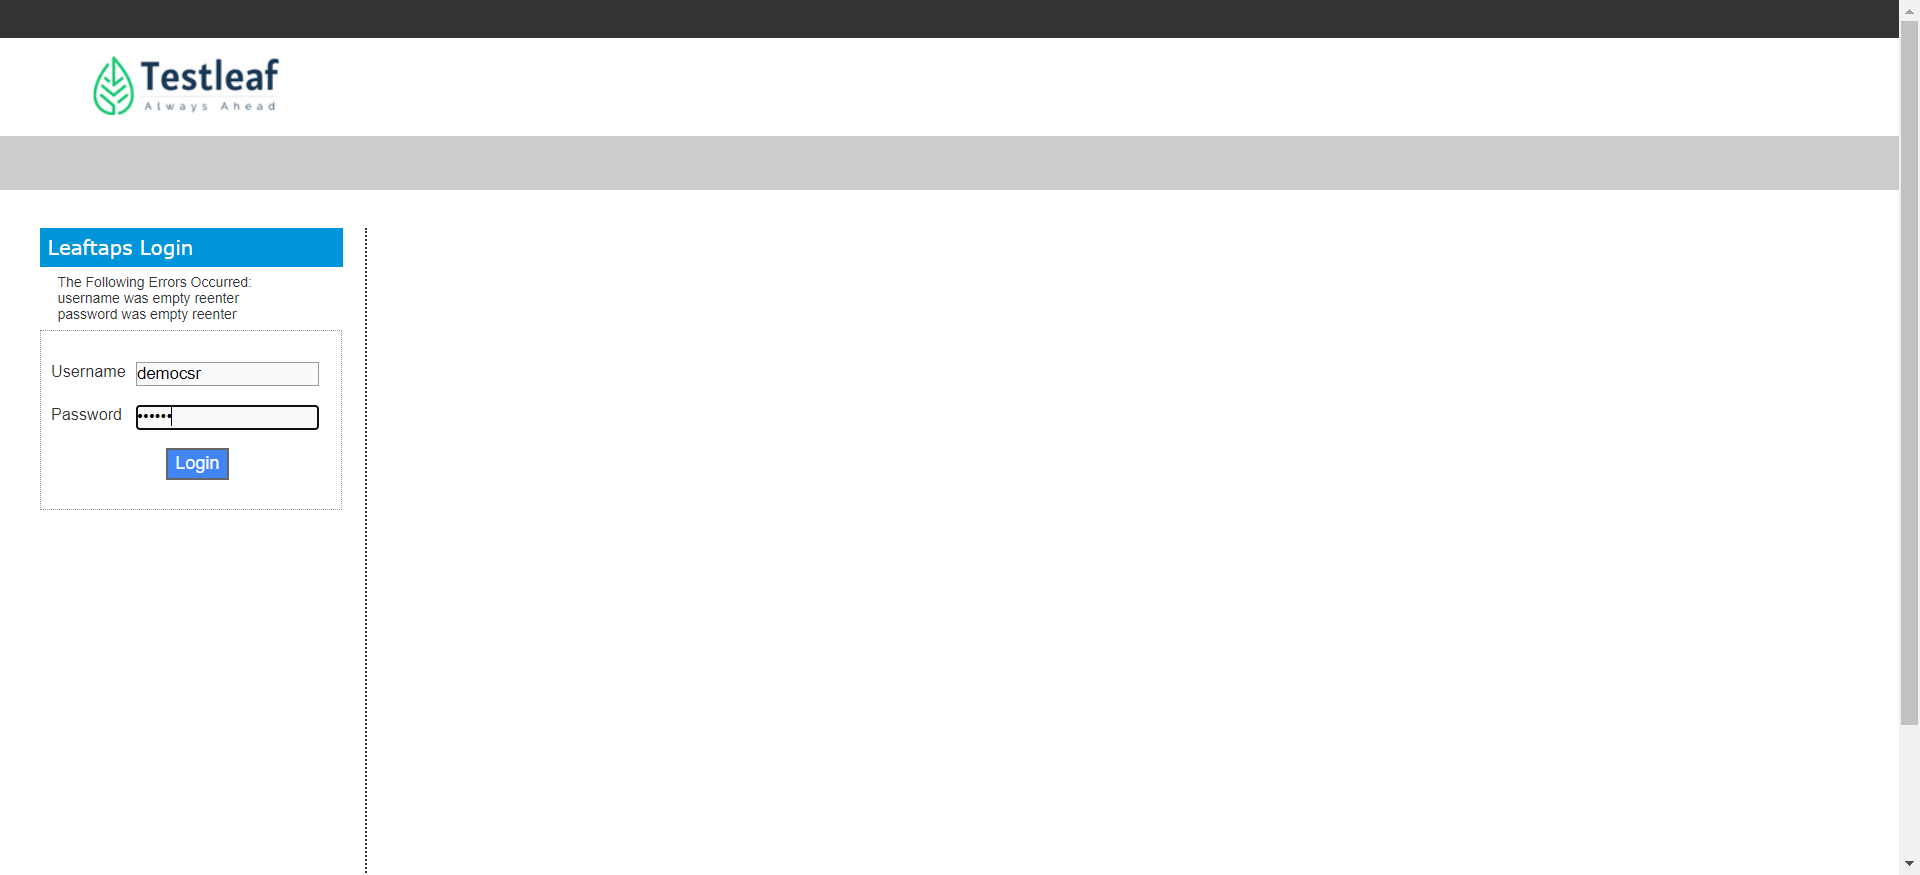 Testleaf
Always Ahead
Leaftaps Login
The Following Errors Occurred:
username was empty reenter
password was empty reenter
Username
democsr
Password
••••••
Login